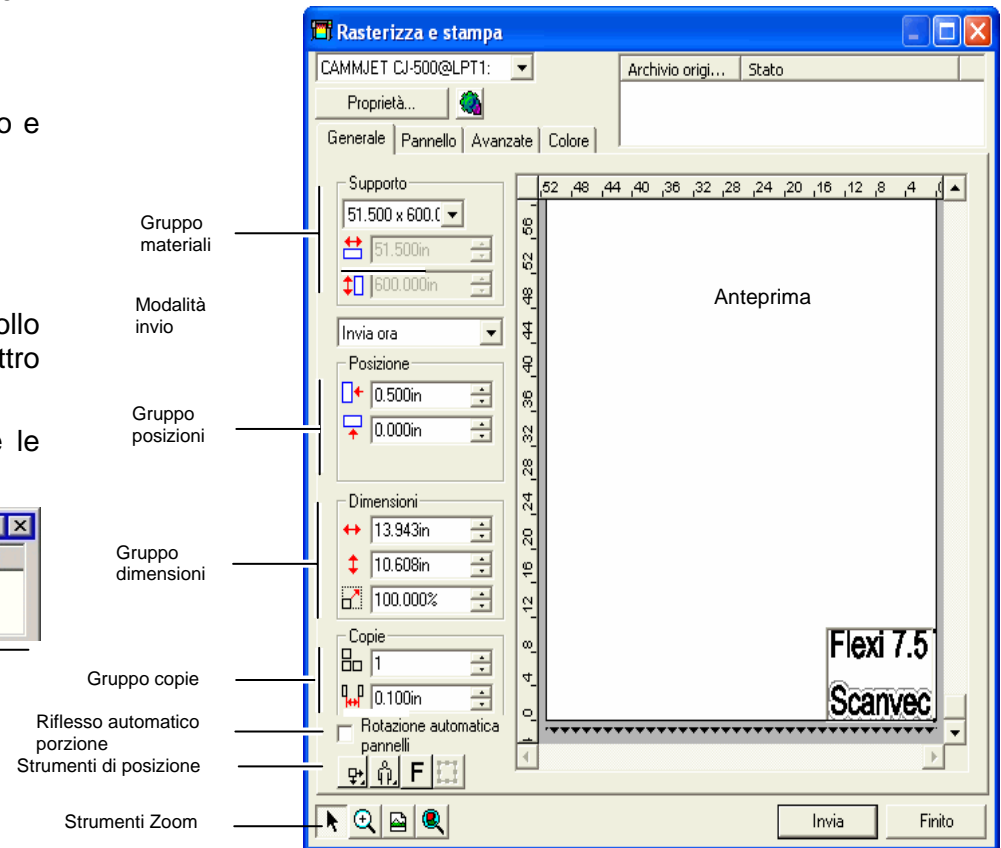 o e
ollo
ttro
e le
Gruppo
materiali
Modalità
invio
Gruppo
posizioni
Gruppo
dimensioni
Gruppo copie
Riflesso automatico
porzione
Strumenti di posizione
Strumenti Zoom
Rasterizza e stampa
CAMMJET CJ-500@LPT1:
Archivio origi... Stato
Proprietà...
Generale Pannello Avanzate Colore
Supporto
51.500 x 600.(
51.500in
600.000in
Invia ora
Posizione
0.500in
0.000in
Dimensioni
13.943in
10.608in
100.000%
Copie
1
0.100in
Rotazione automatica
pannelli
F
52 48 44 40 36 32 28 24 20 16 12 8 4 0
56 52 48 44 40 36 32 28 24 20 16 12 8 4 0
Anteprima
Flexi 7.5
Scanvec
Invia Finito